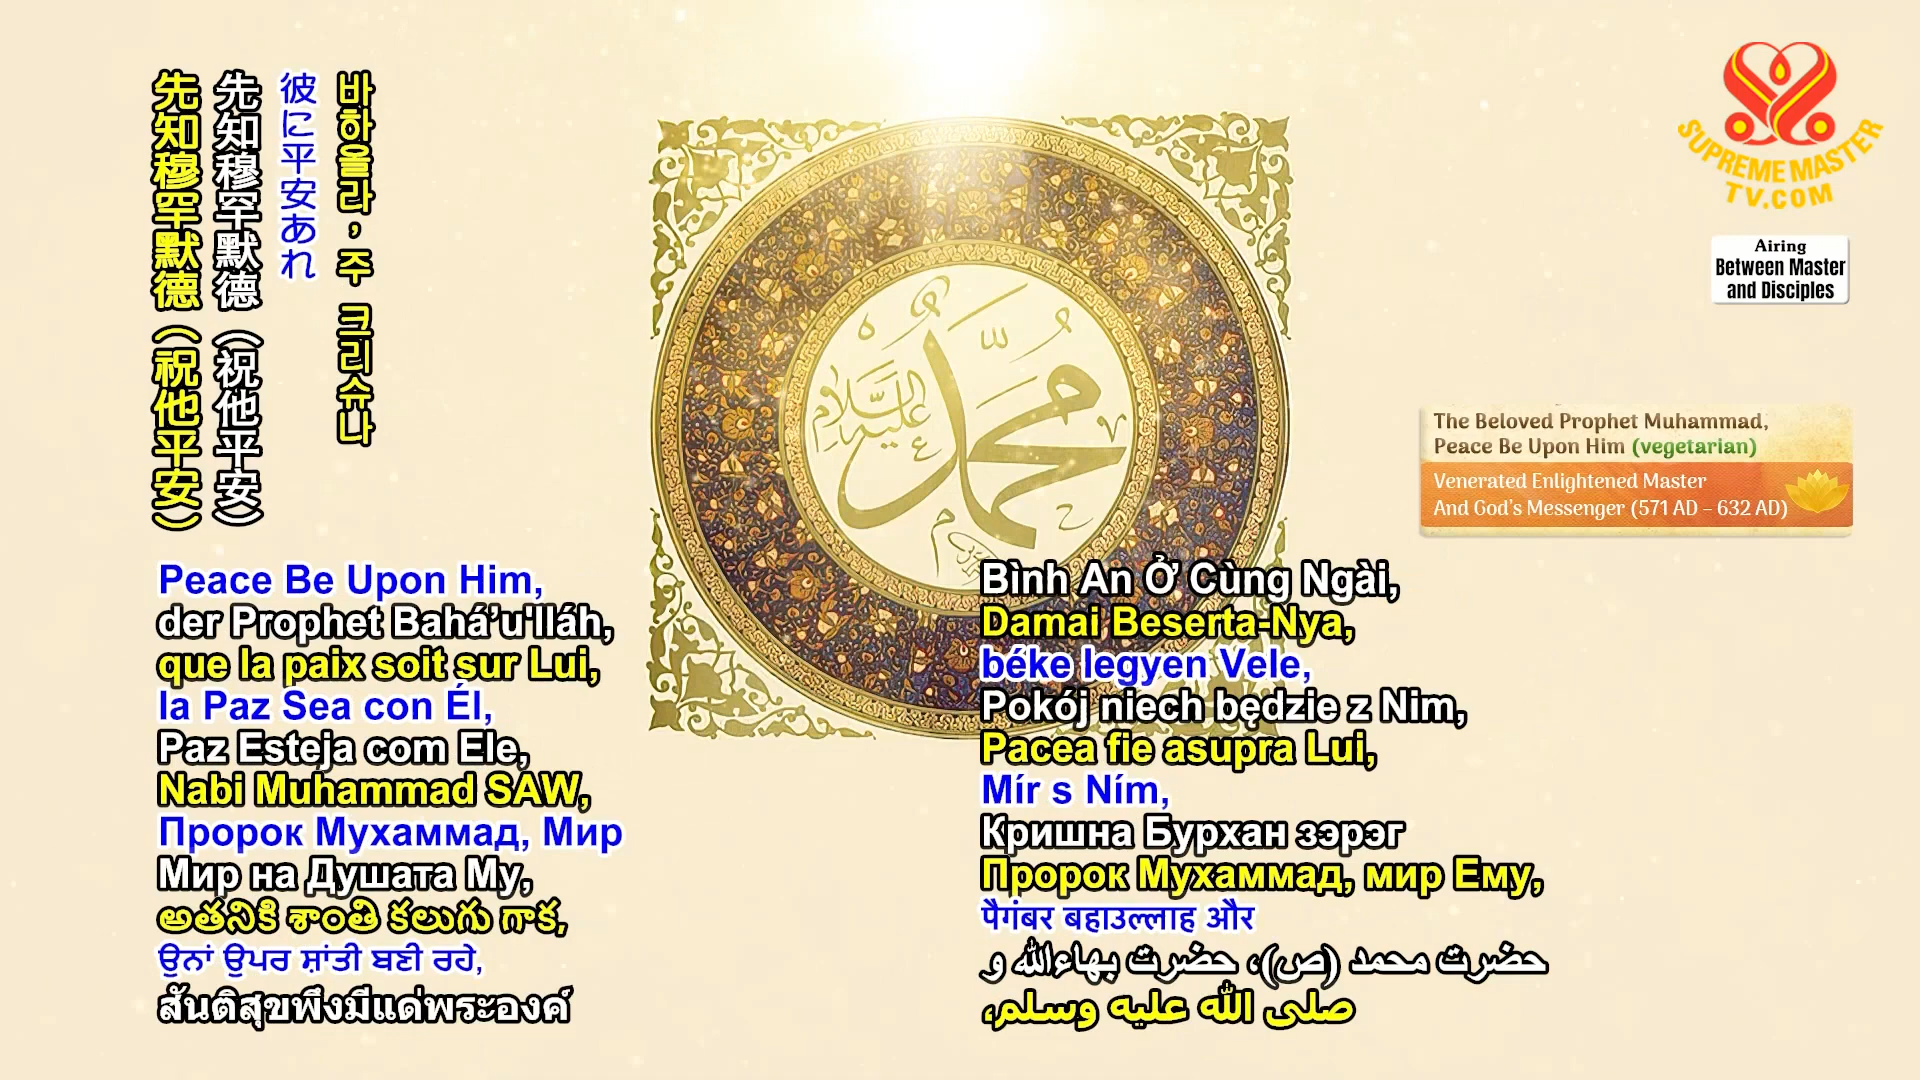 先知穆罕默德（祝他平安）
先知穆罕默德（祝他平安）
彼に平安あれ
바하올라, 주 크리슈나
محمد
عليه السلام
SUPREME MASTER
TV.COM
Airing
Between Master
and Disciples
The Beloved Prophet Muhammad,
Peace Be Upon Him (vegetarian)
Venerated Enlightened Master
And God's Messenger (571 AD – 632 AD)
Peace Be Upon Him,
der Prophet Bahá’u'lláh,
que la paix soit sur Lui,
la Paz Sea con Él,
Paz Esteja com Ele,
Nabi Muhammad SAW,
Пророк Мухаммад, Мир
Мир на Душата Му,
అతనికి శాంతి కలుగు గాక,
ਉਨਾਂ ਉਪਰ ਸ਼ਾਂਤੀ ਬਣੀ ਰਹੇ,
สันติสุขพึงมีแด่พระองค์
Bình An Ở Cùng Ngài,
Damai Beserta-Nya,
béke legyen Vele,
Pokój niech będzie z Nim,
Pacea fie asupra Lui,
Mír s Ním,
Кришна Бурхан зэрэг
Пророк Мухаммад, мир Ему,
पैगंबर बहाउल्लाह और
حضرت محمد (ص)، حضرت بهاءالله و
صلى الله عليه وسلم،